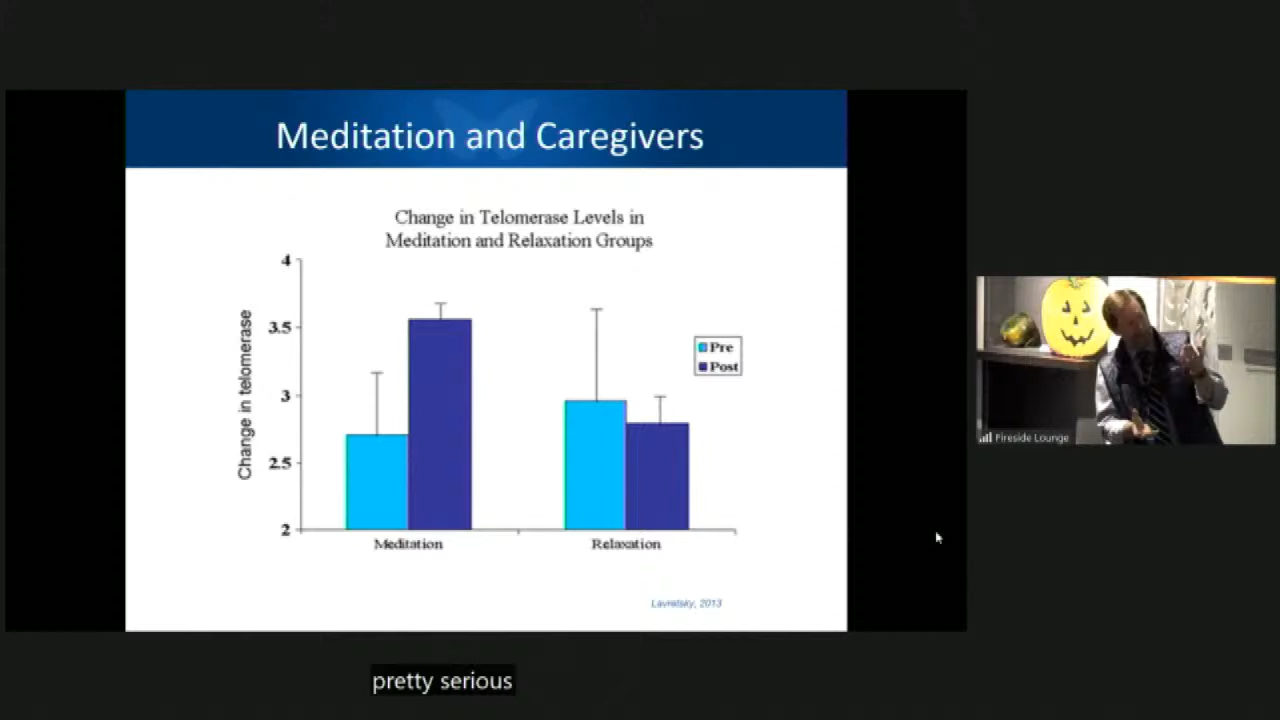 Meditation and Caregivers
Change in Telomerase Levels in
Meditation and Relaxation Groups
Change in telomerase
4
3.5
3
2.5
2
Pre
Post
Meditation
Relaxation
Lavretsky, 2013
Fireside Lounge
pretty serious